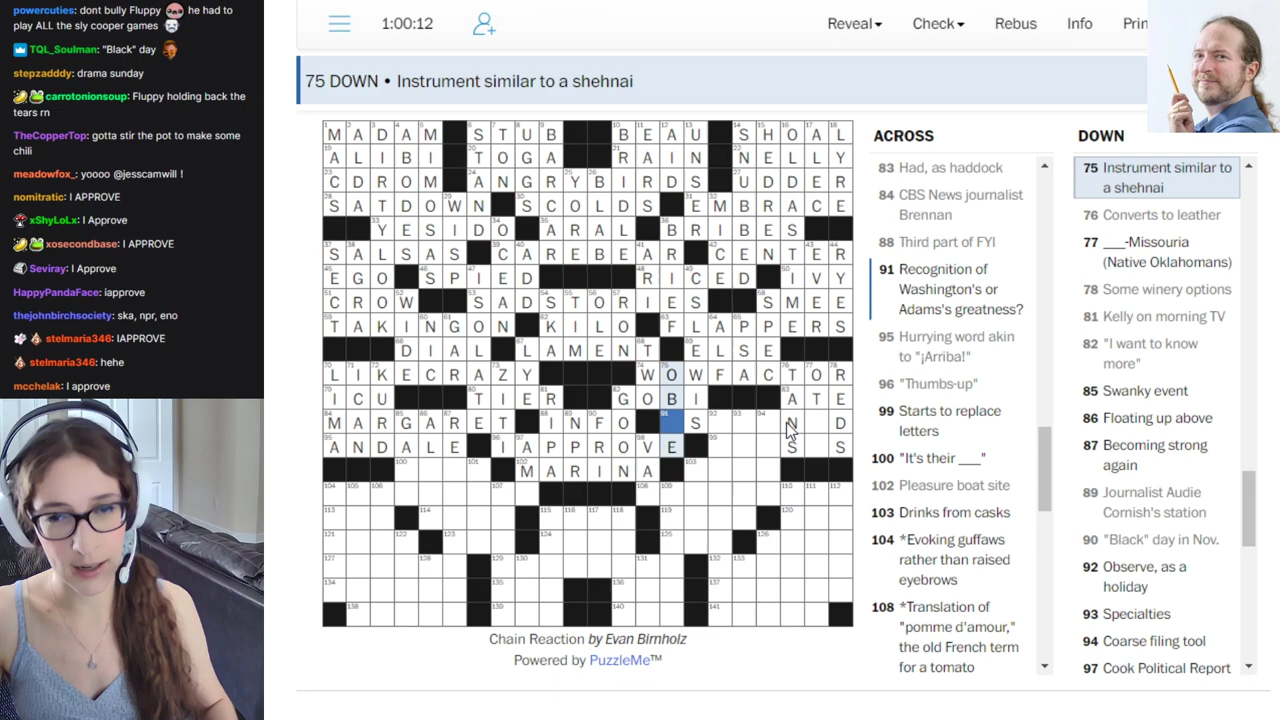 powercuties: dont bully Fluppy he had to
play ALL the sly cooper games
TQL_Soulman: "Black" day
stepzadddy: drama sunday
carrotonionsoup: Fluppy holding back the
tears rn
TheCopperTop: gotta stir the pot to make some
chili
meadowfox_: yoooo @jesscamwill !
nomitratic: I APPROVE
xShyLoLx: I Approve
xosecondbase: I APPROVE
Seviray: I Approve
HappyPandaFace: iapprove
thejohnbirchsociety: ska, npr, eno
stelmaria346: IAPPROVE
stelmaria346: hehe
mcchelak: I approve
1:00:12
Reveal Check Rebus Info Prin
75 DOWN • Instrument similar to a shehnai
MADAM STUB BEAU SHOAL
ALIBI TOGA RAIN NELLY
CDROM ANGRYBIRDS UDDER
SATDOWN SCOLDS EMBRACE
YESIDO ARAL BRIBES
SALSAS CAREBEAR CENTER
EGO SPIED RICED IVY
CROW SADSTORIES SMEE
TAKINGON KILO FLAPPERS
DIAL LAMENT ELSE
LIKECRAZY WOWFACTOR
ICU TIER GOBI ATE
MARGARET INFO S N D
ANDALE IAPPROVE S S
MARINA
Chain Reaction by Evan Birnholz
Powered by PuzzleMe™
ACROSS
83 Had, as haddock
84 CBS News journalist
Brennan
88 Third part of FYI
91 Recognition of
Washington's or
Adams's greatness?
95 Hurrying word akin
to "¡Arriba!"
96 "Thumbs-up"
99 Starts to replace
letters
100 "It's their ___"
102 Pleasure boat site
103 Drinks from casks
104 *Evoking guffaws
rather than raised
eyebrows
108 *Translation of
"pomme d'amour,"
the old French term
for a tomato
DOWN
75 Instrument similar to
a shehnai
76 Converts to leather
77 ___-Missouria
(Native Oklahomans)
78 Some winery options
81 Kelly on morning TV
82 "I want to know
more"
85 Swanky event
86 Floating up above
87 Becoming strong
again
89 Journalist Audie
Cornish's station
90 "Black" day in Nov.
92 Observe, as a
holiday
93 Specialties
94 Coarse filing tool
97 Cook Political Report